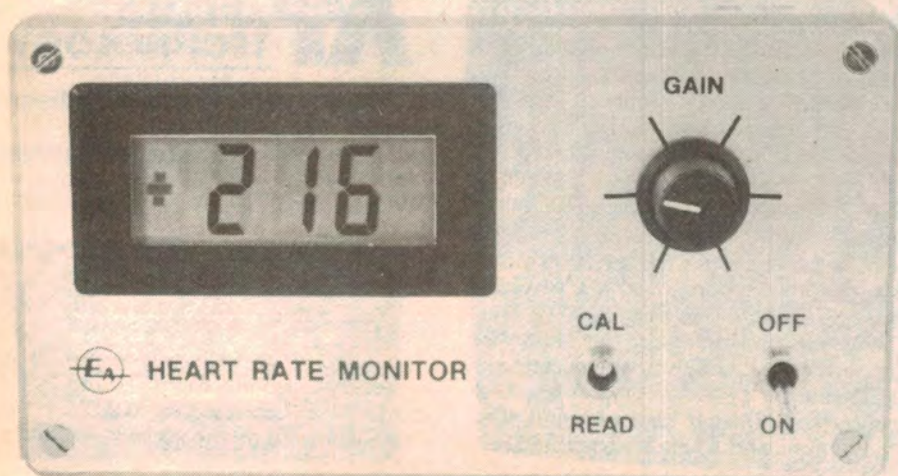 GAIN
+ 216
CAL
OFF
EA HEART RATE MONITOR
READ
ON